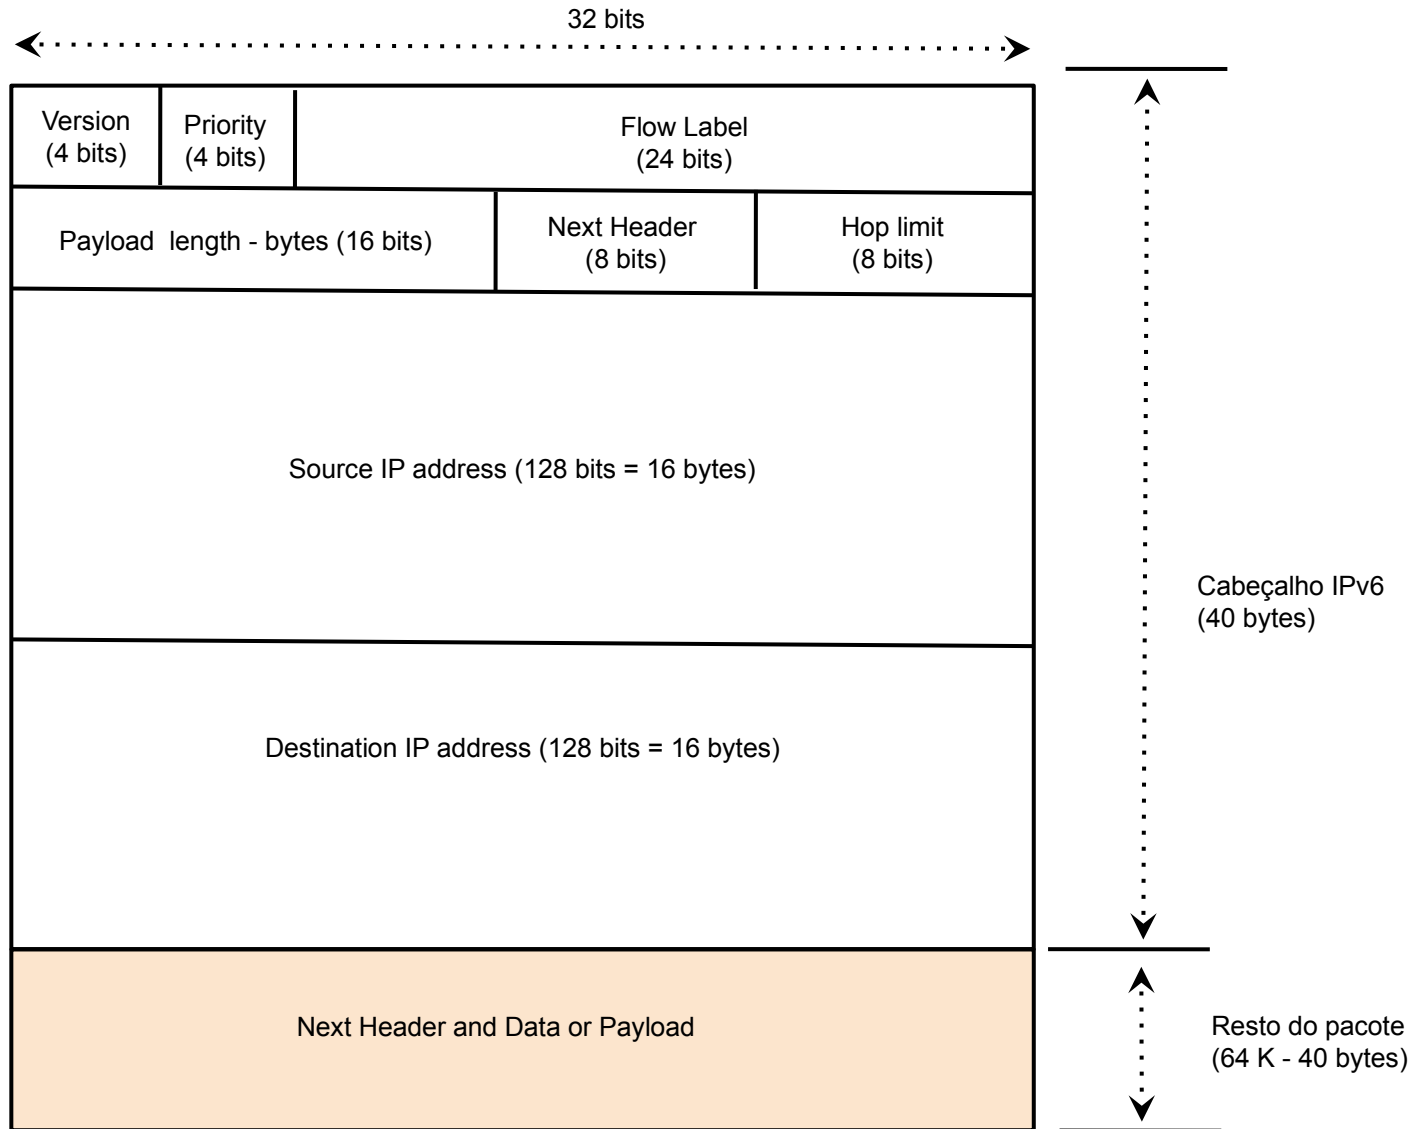 32 bits
Version
(4 bits)
Priority
(4 bits)
Flow Label
(24 bits)
Payload  length - bytes (16 bits)
Next Header
(8 bits)
Hop limit
(8 bits)
Source IP address (128 bits = 16 bytes)
Cabeçalho IPv6
(40 bytes)
Destination IP address (128 bits = 16 bytes)
Next Header and Data or Payload
Resto do pacote
(64 K - 40 bytes)